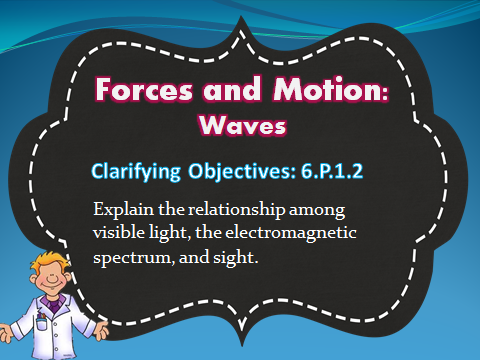 Forces and Motion:
Waves
Clarifying Objectives: 6.P.1.2
Explain the relationship among
visible light, the electromagnetic
spectrum, and sight.